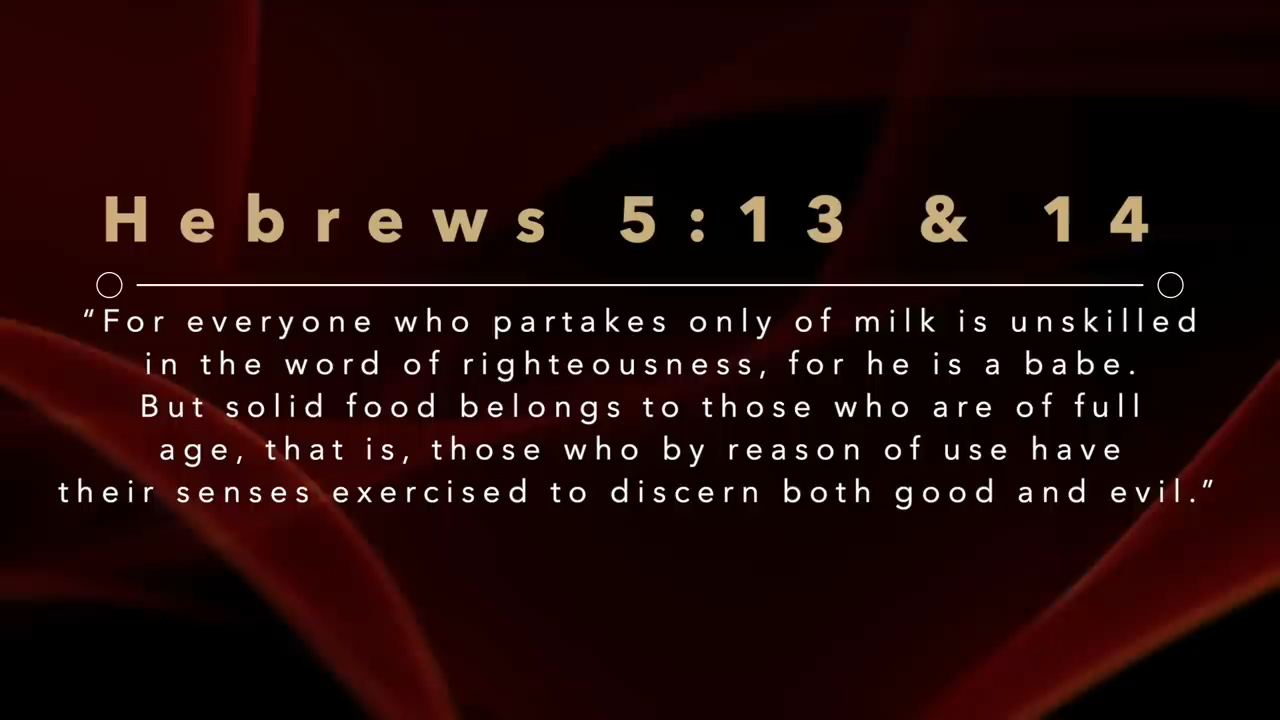 Hebrews 5:13 & 14
“For everyone who partakes only of milk is unskilled
in the word of righteousness, for he is a babe.
But solid food belongs to those who are of full
age, that is, those who by reason of use have
their senses exercised to discern both good and evil.”